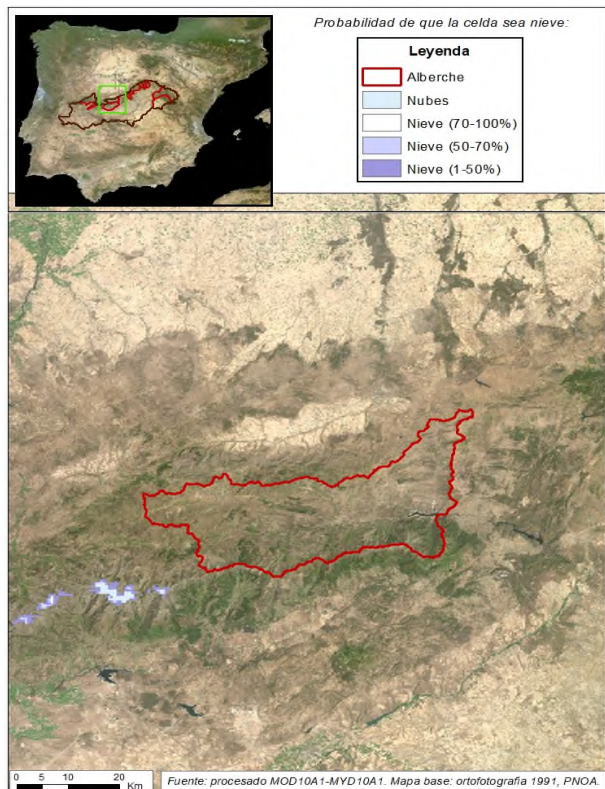 Probabilidad de que la celda sea nieve:
Leyenda
Alberche
Nubes
Nieve (70-100%)
Nieve (50-70%)
Nieve (1-50%)
0 5 10 20
Km
Fuente: procesado MOD10A1-MYD10A1. Mapa base: ortofotografía 1991, PNOA.